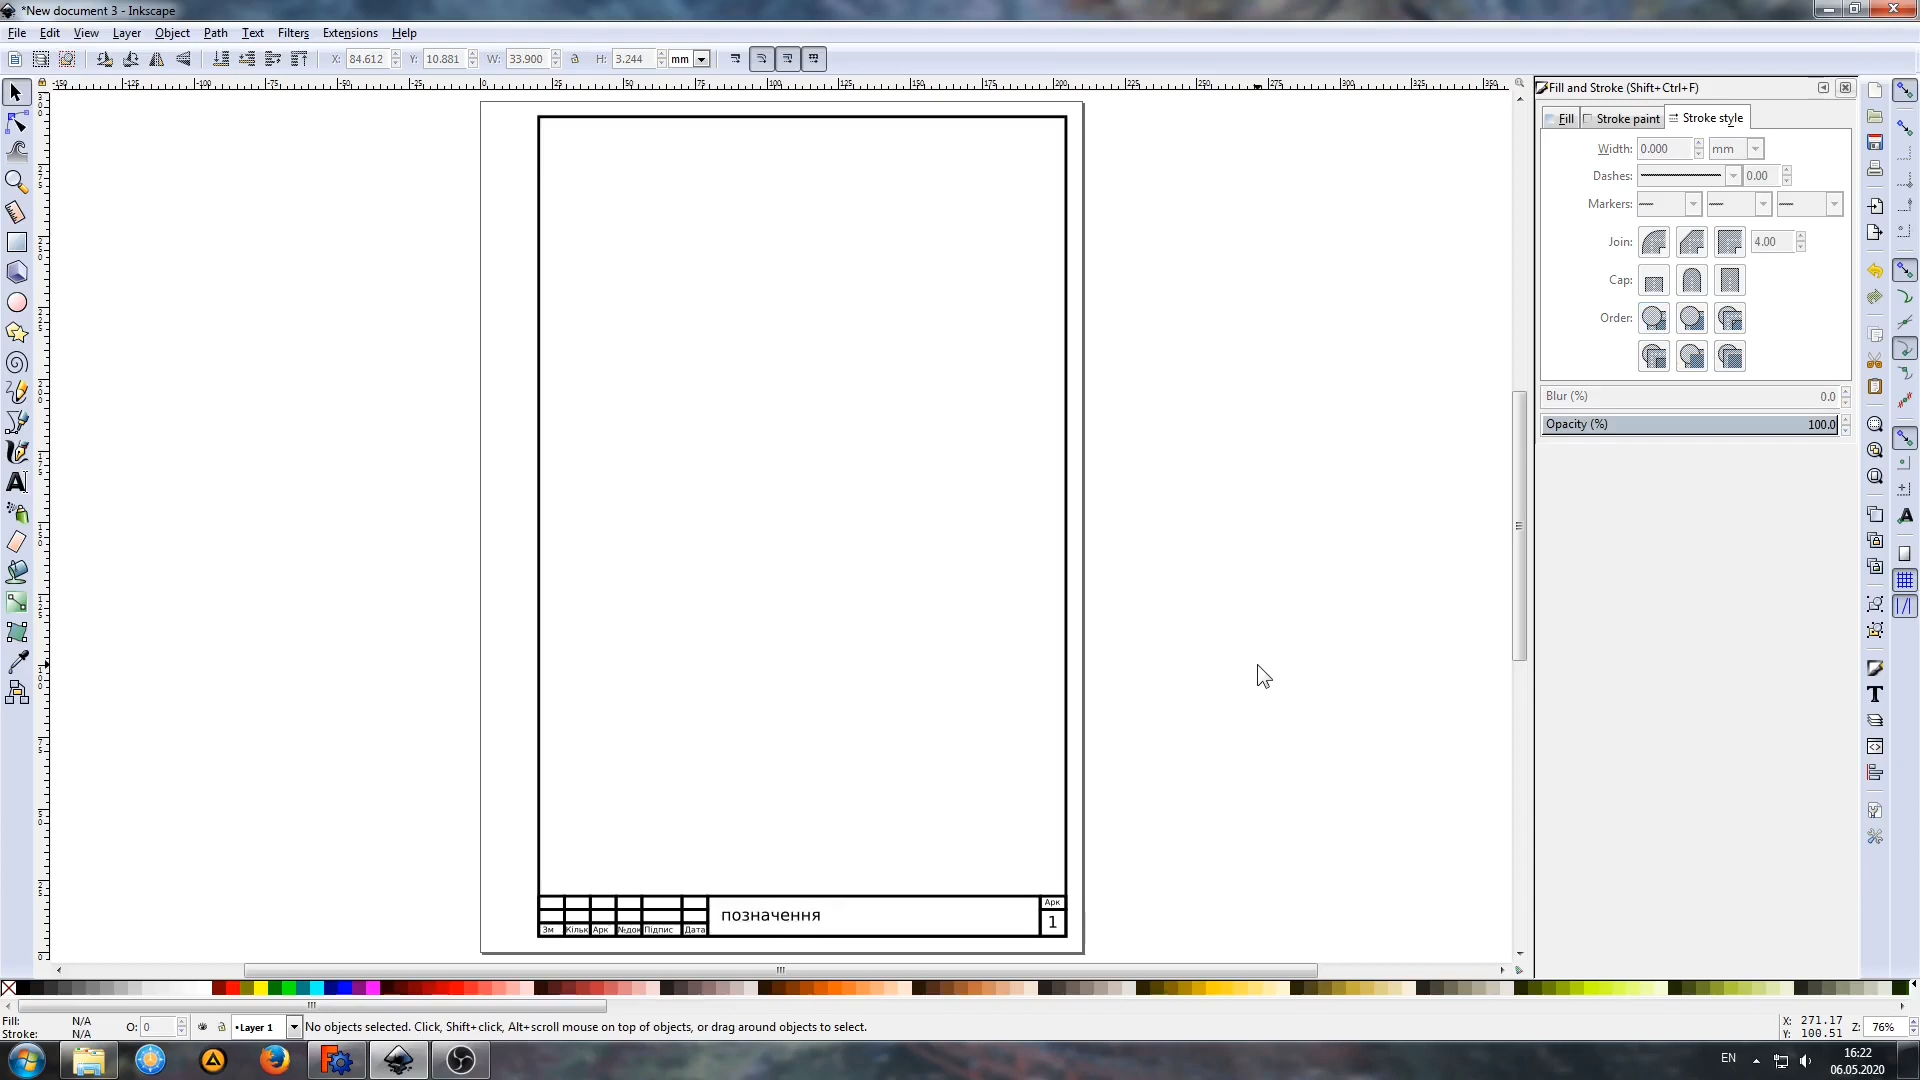 *New document 3 - Inkscape
File Edit View Layer Object Path Text Filters Extensions Help
X: 84.612 Y: 10.881 W: 33.900 H: 3.244 mm
Fill and Stroke (Shift+Ctrl+F)
Fill Stroke paint Stroke style
Width: 0.000 mm
Dashes: 0.00
Markers:
Join: 4.00
Cap:
Order:
Blur (%) 0.0
Opacity (%) 100.0
Арк
позначення
1
Зм Кільк Арк №док Підпис Дата
Fill: N/A
Stroke: N/A
O: 0
•Layer 1
No objects selected. Click, Shift+click, Alt+scroll mouse on top of objects, or drag around objects to select.
X: 271.17
Y: 100.51
Z: 76%
EN
16:22
06.05.2020